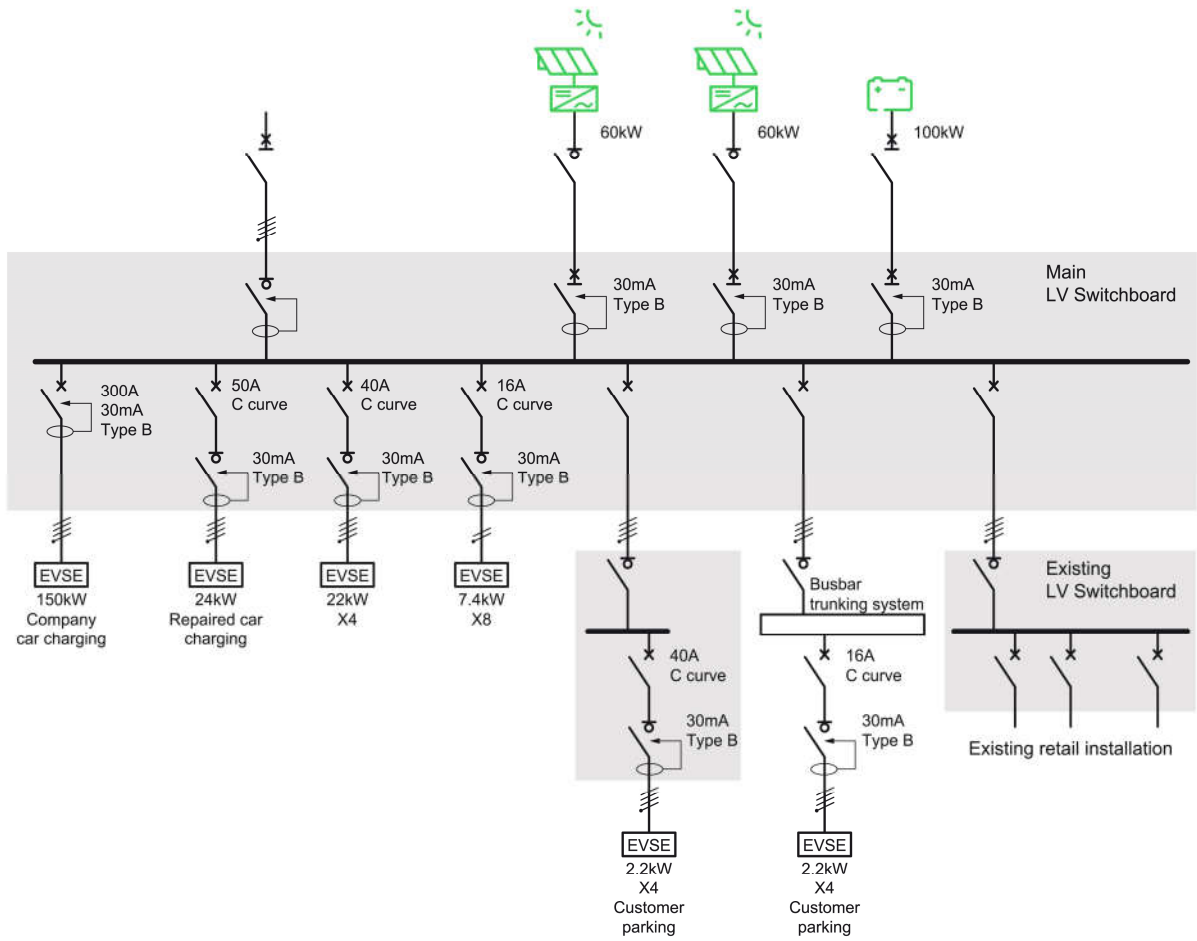 60kW
60kW
100kW
Main
LV Switchboard
30mA
Type B
30mA
Type B
30mA
Type B
300A
30mA
Type B
50A
C curve
40A
C curve
16A
C curve
30mA
Type B
30mA
Type B
30mA
Type B
EVSE
150kW
Company
car charging
EVSE
24kW
Repaired car
charging
EVSE
22kW
X4
EVSE
7.4kW
X8
Busbar
trunking system
Existing
LV Switchboard
40A
C curve
30mA
Type B
16A
C curve
30mA
Type B
Existing retail installation
EVSE
2.2kW
X4
Customer
parking
EVSE
2.2kW
X4
Customer
parking